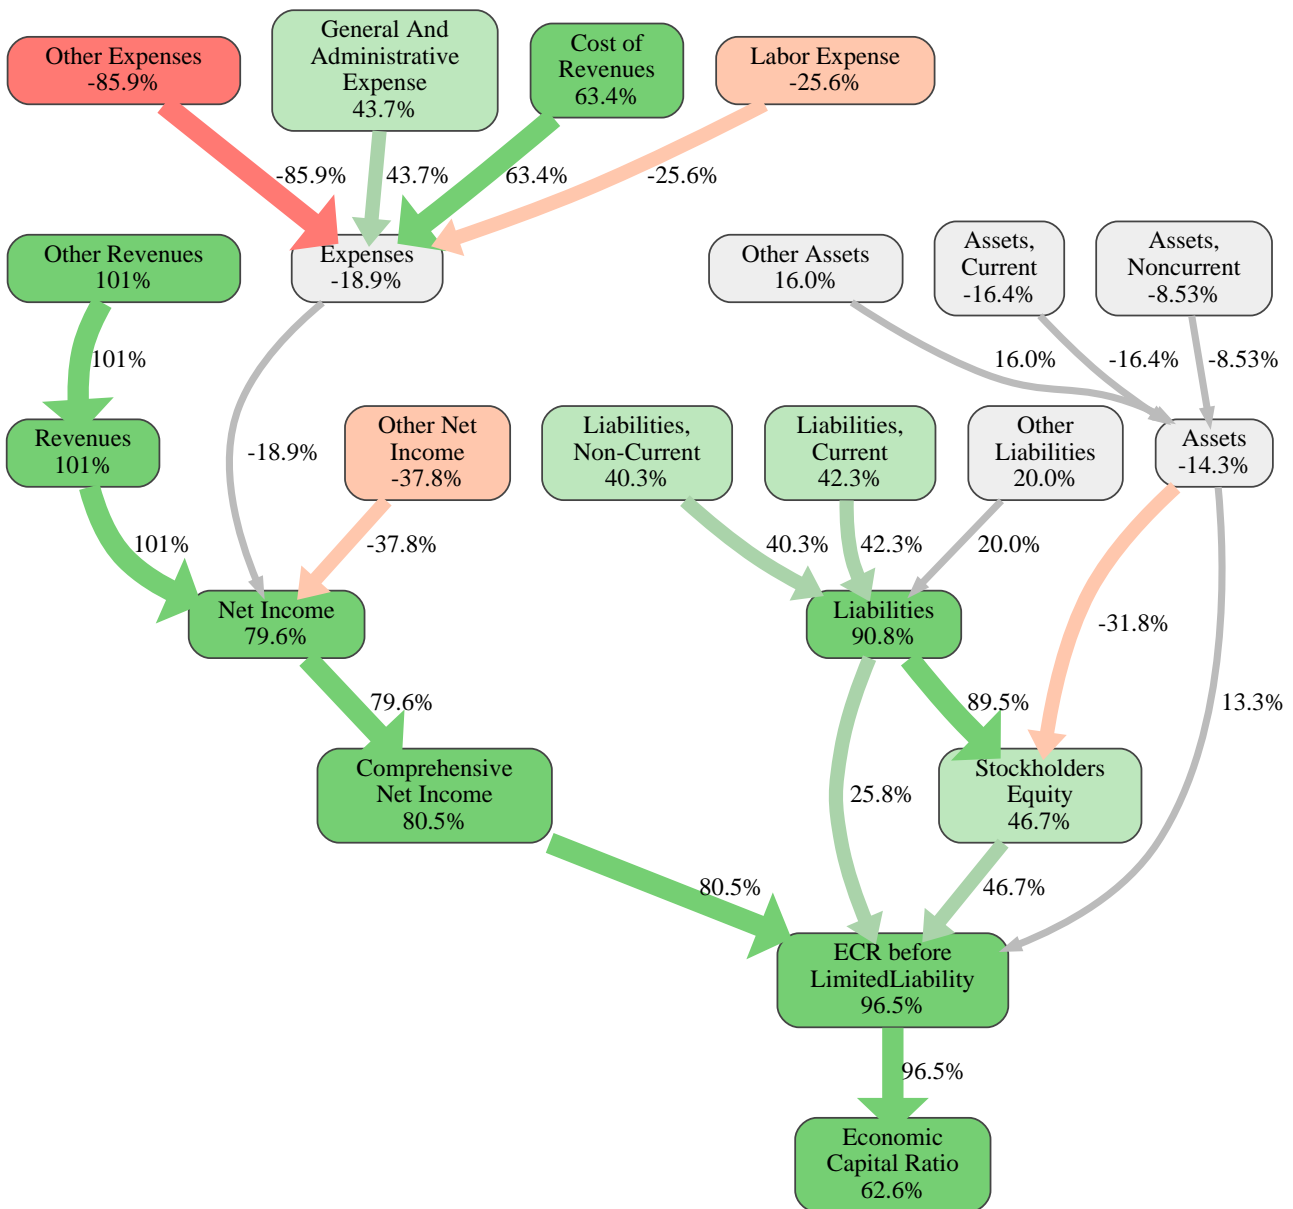 Other Expenses
-85.9%
General And
Administrative
Expense
43.7%
Cost of
Revenues
63.4%
Labor Expense
-25.6%
-85.9%
43.7%
63.4%
-25.6%
Other Revenues
101%
Expenses
-18.9%
Other Assets
16.0%
Assets,
Current
-16.4%
Assets,
Noncurrent
-8.53%
101%
16.0%
-16.4%
-8.53%
Revenues
101%
-18.9%
Other Net
Income
-37.8%
Liabilities,
Non-Current
40.3%
Liabilities,
Current
42.3%
Other
Liabilities
20.0%
Assets
-14.3%
101%
-37.8%
40.3%
42.3%
20.0%
Net Income
79.6%
Liabilities
90.8%
-31.8%
79.6%
89.5%
13.3%
Comprehensive
Net Income
80.5%
25.8%
Stockholders
Equity
46.7%
80.5%
46.7%
ECR before
LimitedLiability
96.5%
96.5%
Economic
Capital Ratio
62.6%